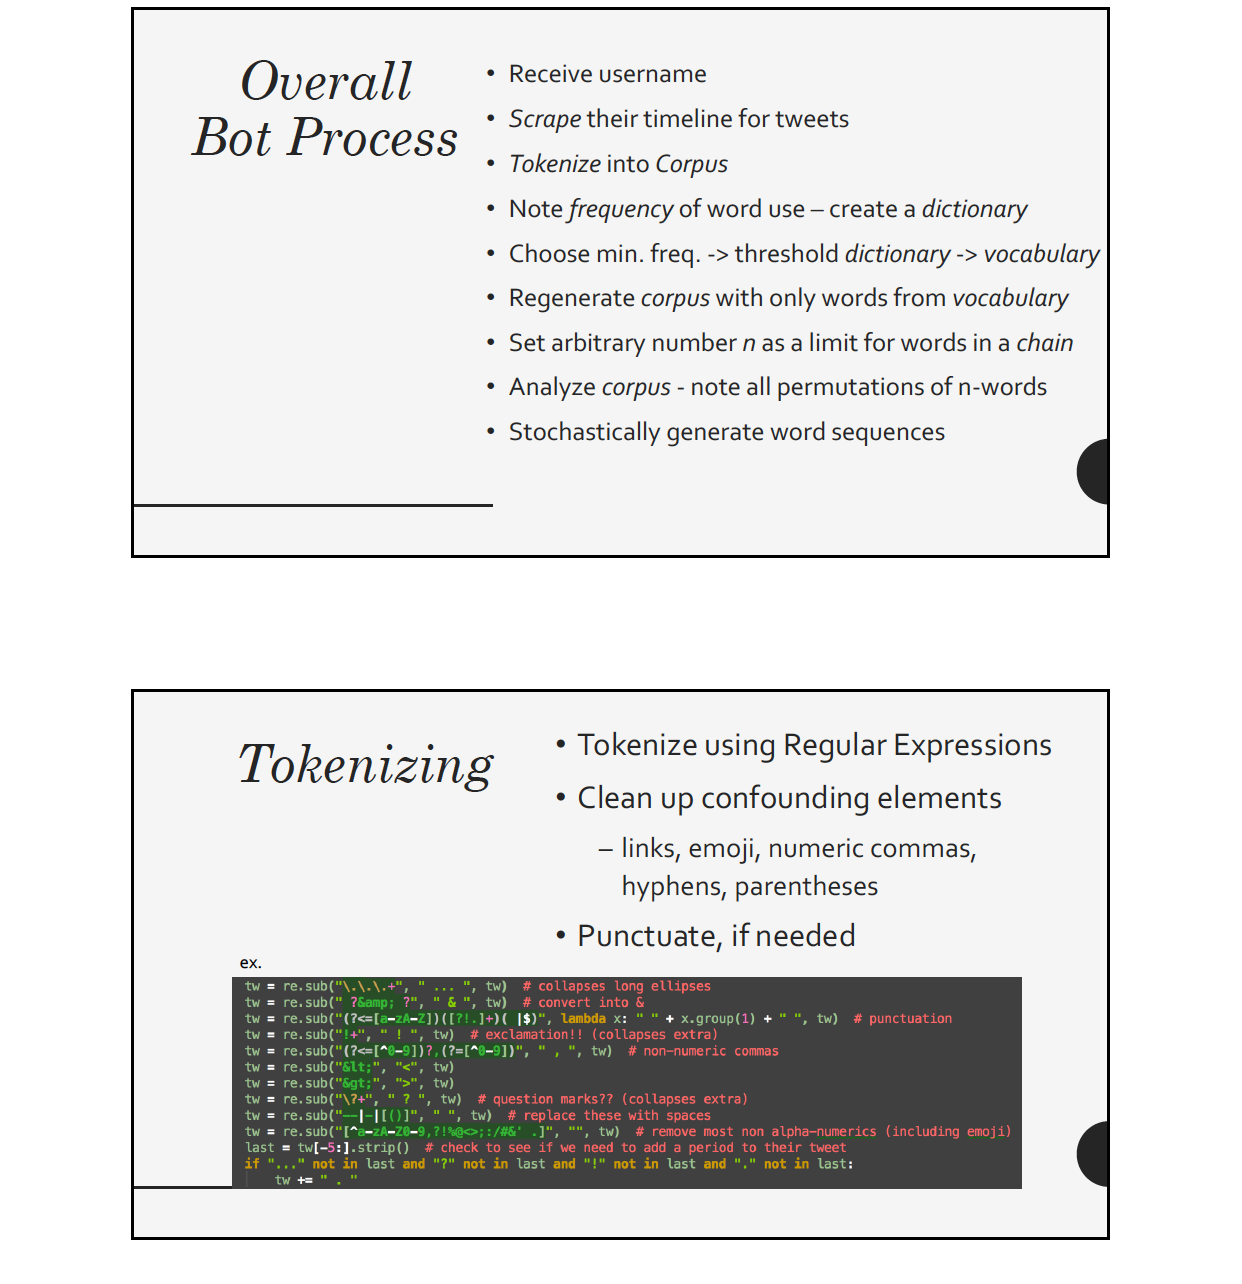 Overall
Bot Process
• Receive username
• Scrape their timeline for tweets
• Tokenize into Corpus
• Note frequency of word use – create a dictionary
• Choose min. freq. -> threshold dictionary -> vocabulary
• Regenerate corpus with only words from vocabulary
• Set arbitrary number n as a limit for words in a chain
• Analyze corpus - note all permutations of n-words
• Stochastically generate word sequences
Tokenizing
• Tokenize using Regular Expressions
• Clean up confounding elements
– links, emoji, numeric commas,
hyphens, parentheses
• Punctuate, if needed
ex.
tw = re.sub("\.\.\.+", " ... ", tw)  # collapses long ellipses
tw = re.sub(" ?&amp; ?", " & ", tw)  # convert into &
tw = re.sub("(?<=[a-zA-Z])([?!.]+)( |$)", lambda x: " " + x.group(1) + " ", tw)  # punctuation
tw = re.sub("!+", " ! ", tw)  # exclamation!! (collapses extra)
tw = re.sub("(?<=[^0-9])?,(?=[^0-9])", " , ", tw)  # non-numeric commas
tw = re.sub("&lt;", "<", tw)
tw = re.sub("&gt;", ">", tw)
tw = re.sub("\?+", " ? ", tw)  # question marks?? (collapses extra)
tw = re.sub("--|-|[()]", " ", tw)  # replace these with spaces
tw = re.sub("[^a-zA-Z0-9,?!%@<>;:/#&' .]", "", tw)  # remove most non alpha-numerics (including emoji)
last = tw[-5:].strip()  # check to see if we need to add a period to their tweet
if "..." not in last and "?" not in last and "!" not in last and "." not in last:
    tw += " . "